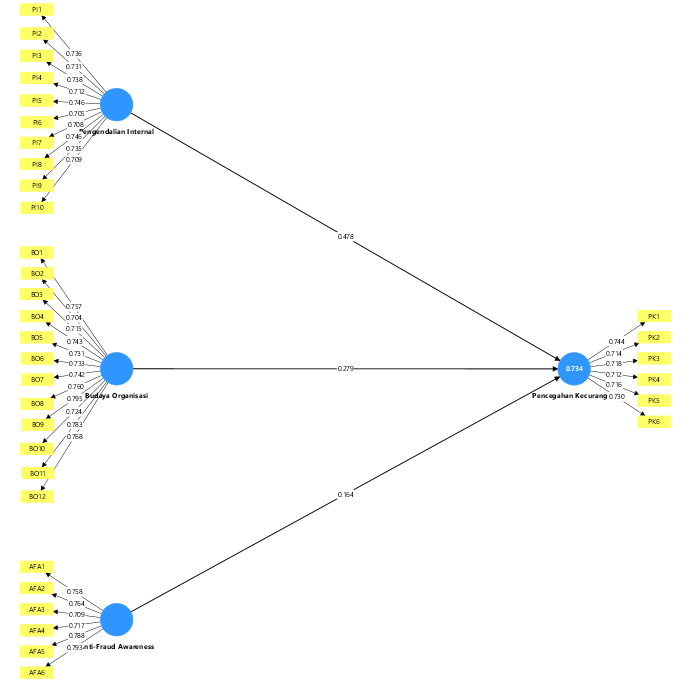 PI1
PI2
PI3
PI4
PI5
PI6
PI7
PI8
PI9
PI10
0.736
0.731
0.738
0.712
0.746
0.705
0.708
0.746
0.735
0.709
Pengendalian Internal
0.478
BO1
BO2
BO3
BO4
BO5
BO6
BO7
BO8
BO9
BO10
BO11
BO12
0.757
0.704
0.715
0.743
0.731
0.733
0.742
0.760
0.795
0.724
0.783
0.768
Budaya Organisasi
0.279
AFA1
AFA2
AFA3
AFA4
AFA5
AFA6
0.758
0.764
0.709
0.717
0.788
0.793
nti-Fraud Awareness
0.164
0.734
Pencegahan Kecurang
0.744
0.714
0.718
0.712
0.716
0.730
PK1
PK2
PK3
PK4
PK5
PK6